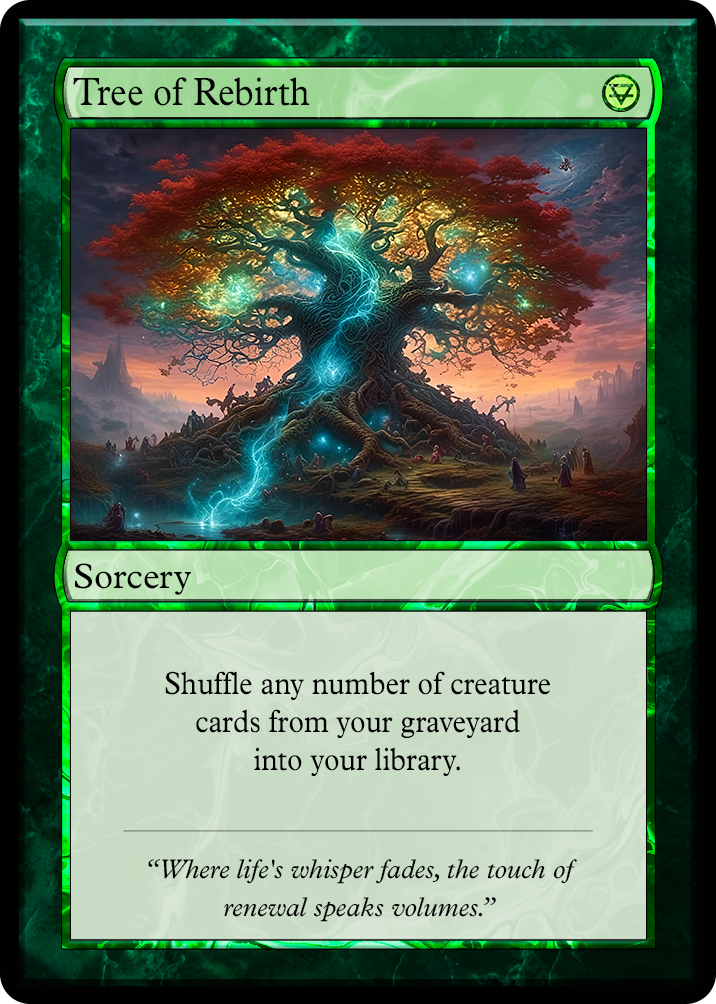 Tree of Rebirth
Sorcery
Shuffle any number of creature
cards from your graveyard
into your library.
“Where life's whisper fades, the touch of
renewal speaks volumes.”